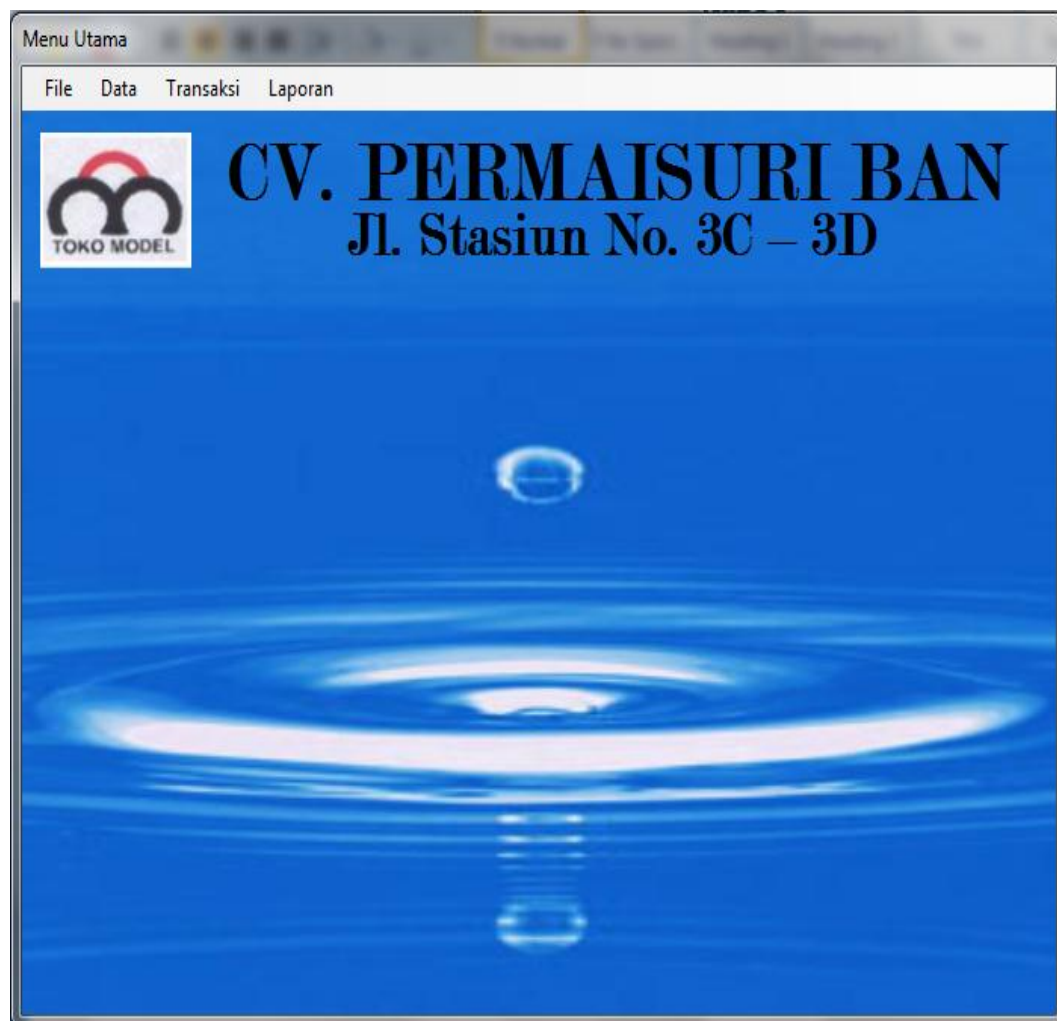 Menu Utama
File Data Transaksi Laporan
TOKO MODEL
CV. PERMAISURI BAN
Jl. Stasiun No. 3C – 3D